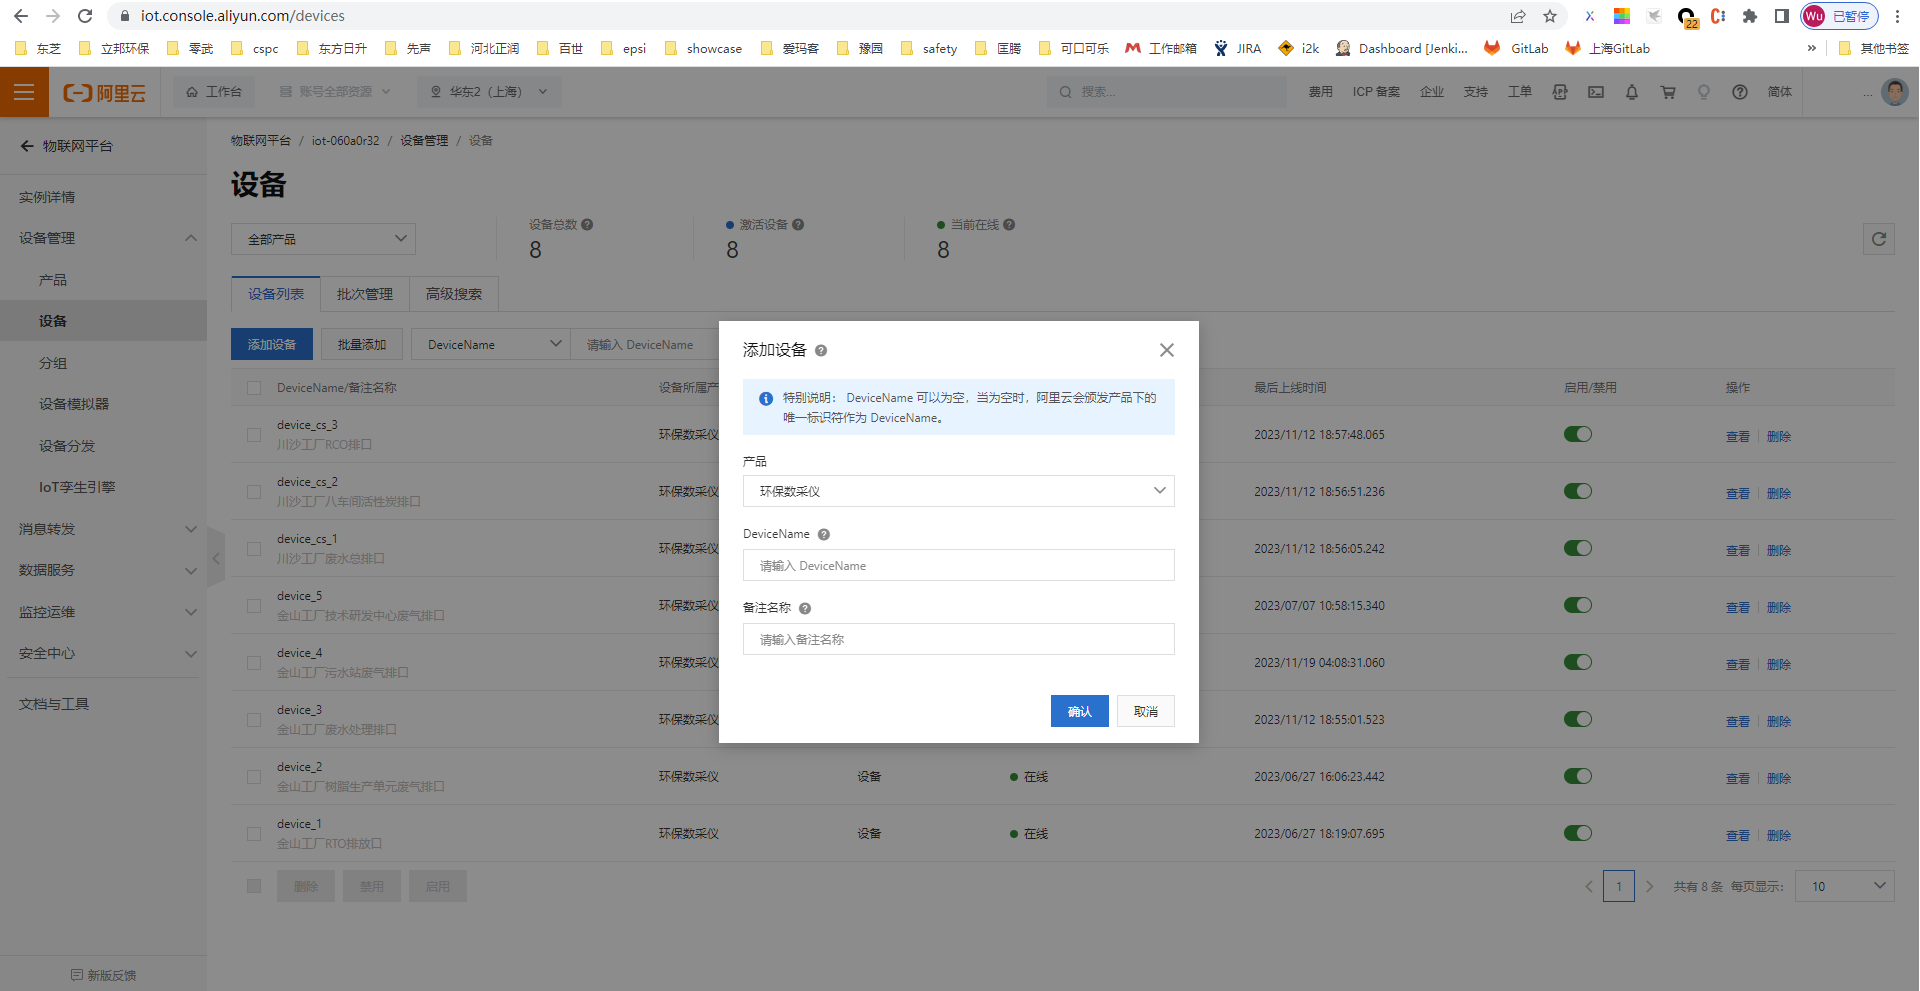 iot.console.aliyun.com/devices
22
Wu 已暂停
东芝 立邦环保 零武 cspc 东方日升 先声 河北正润 百世 epsi showcase 爱玛客 豫园 safety 匡腾 可口可乐 工作邮箱 JIRA i2k Dashboard [Jenki... GitLab 上海GitLab » 其他书签
阿里云 工作台 账号全部资源 华东2（上海） 搜索... 费用 ICP 备案 企业 支持 工单 简体 ...
物联网平台
实例详情
设备管理
产品
设备
分组
设备模拟器
设备分发
IoT孪生引擎
消息转发
数据服务
监控运维
安全中心
文档与工具
新版反馈
物联网平台 / iot-060a0r32 / 设备管理 / 设备
设备
全部产品
设备总数
8
激活设备
8
当前在线
8
设备列表 批次管理 高级搜索
添加设备 批量添加 DeviceName 请输入 DeviceName
DeviceName/备注名称 设备所属产 最后上线时间 启用/禁用 操作
device_cs_3
川沙工厂RCO排口
环保数采仪 2023/11/12 18:57:48.065 查看 删除
device_cs_2
川沙工厂八车间活性炭排口
环保数采仪 2023/11/12 18:56:51.236 查看 删除
device_cs_1
川沙工厂废水总排口
环保数采仪 2023/11/12 18:56:05.242 查看 删除
device_5
金山工厂技术研发中心废气排口
环保数采仪 2023/07/07 10:58:15.340 查看 删除
device_4
金山工厂污水站废气排口
环保数采仪 2023/11/19 04:08:31.060 查看 删除
device_3
金山工厂废水处理排口
环保数采仪 2023/11/12 18:55:01.523 查看 删除
device_2
金山工厂树脂生产单元废气排口
环保数采仪 设备 在线 2023/06/27 16:06:23.442 查看 删除
device_1
金山工厂RTO排放口
环保数采仪 设备 在线 2023/06/27 18:19:07.695 查看 删除
删除 禁用 启用
1 共有 8 条 每页显示： 10
添加设备
特别说明： DeviceName 可以为空，当为空时，阿里云会颁发产品下的
唯一标识符作为 DeviceName。
产品
环保数采仪
DeviceName
请输入 DeviceName
备注名称
请输入备注名称
确认 取消